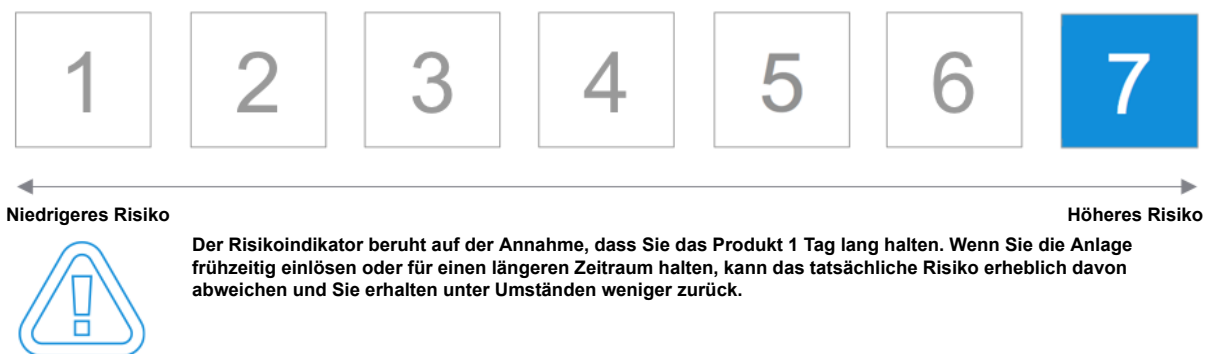 1 2 3 4 5 6 7
Niedrigeres Risiko Höheres Risiko
Der Risikoindikator beruht auf der Annahme, dass Sie das Produkt 1 Tag lang halten. Wenn Sie die Anlage
frühzeitig einlösen oder für einen längeren Zeitraum halten, kann das tatsächliche Risiko erheblich davon
abweichen und Sie erhalten unter Umständen weniger zurück.